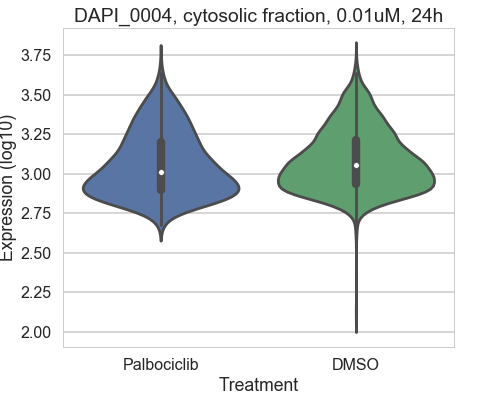 DAPI_0004, cytosolic fraction, 0.01uM, 24h
Expression (log10)
3.75
3.50
3.25
3.00
2.75
2.50
2.25
2.00
Palbociclib DMSO
Treatment